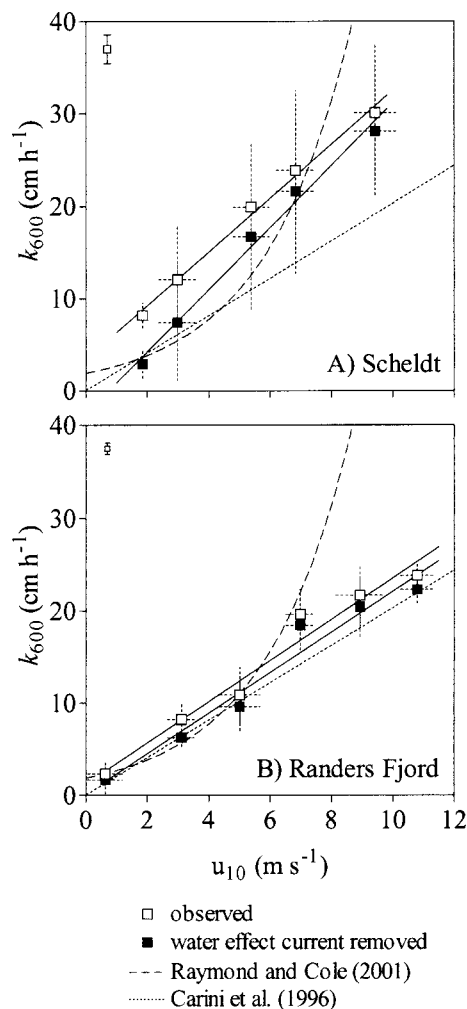 40
30
20
10
0
k600 (cm h-1)
A) Scheldt
40
30
20
10
0
k600 (cm h-1)
B) Randers Fjord
0 2 4 6 8 10 12
u10 (m s-1)
observed
water effect current removed
Raymond and Cole (2001)
Carini et al. (1996)